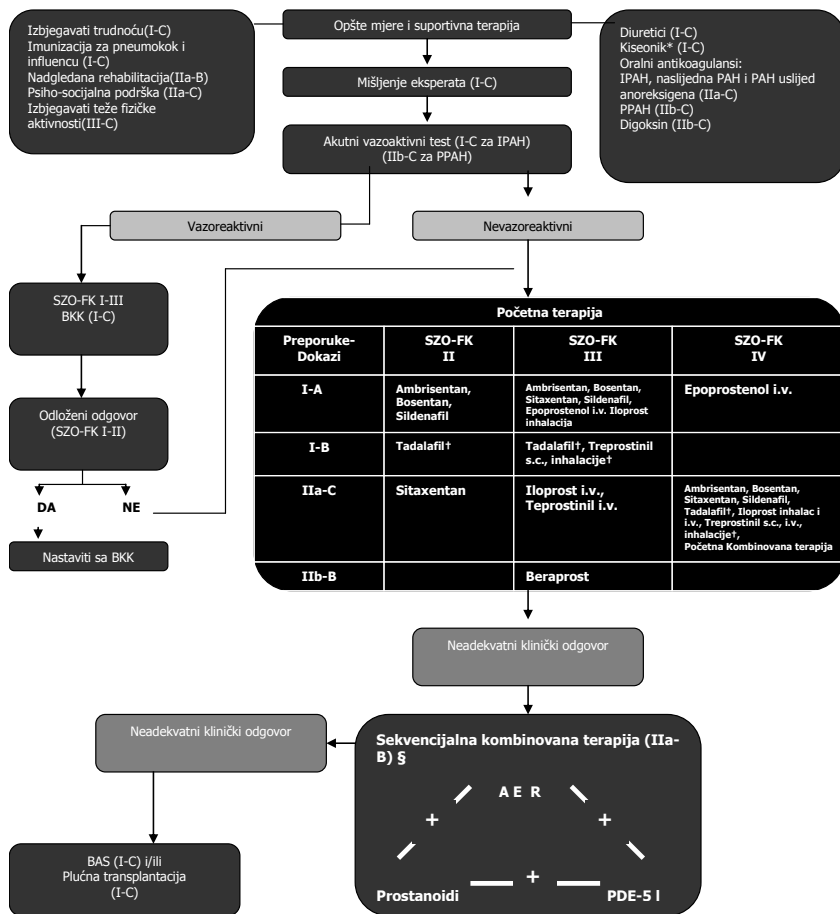 Izbjegavati trudnoću(I-C)
Imunizacija za pneumokok i
influencu (I-C)
Nadgledana rehabilitacija(IIa-B)
Psiho-socijalna podrška (IIa-C)
Izbjegavati teže fizičke
aktivnosti(III-C)
Opšte mjere i suportivna terapija
Diuretici (I-C)
Kiseonik* (I-C)
Oralni antikoagulansi:
IPAH, naslijedna PAH i PAH uslijed
anoreksigena (IIa-C)
PPAH (IIb-C)
Digoksin (IIb-C)
Mišljenje eksperata (I-C)
Akutni vazoaktivni test (I-C za IPAH)
(IIb-C za PPAH)
Vazoreaktivni
Nevazoreaktivni
SZO-FK I-III
BKK (I-C)
Odloženi odgovor
(SZO-FK I-II)
DA
NE
Nastaviti sa BKK
Početna terapija
Preporuke-
Dokazi
SZO-FK
II
SZO-FK
III
SZO-FK
IV
I-A
Ambrisentan,
Bosentan,
Sildenafil
Ambrisentan, Bosentan,
Sitaxentan, Sildenafil,
Epoprostenol i.v. Iloprost
inhalacija
Epoprostenol i.v.
I-B
Tadalafil†
Tadalafil†, Treprostinil
s.c., inhalacije†
IIa-C
Sitaxentan
Iloprost i.v.,
Teprostinil i.v.
Ambrisentan, Bosentan,
Sitaxentan, Sildenafil,
Tadalafil†, Iloprost inhalac i
i.v., Treprostinil s.c., i.v.,
inhalacije†,
Početna Kombinovana terapija
IIb-B
Beraprost
Neadekvatni klinički odgovor
Neadekvatni klinički odgovor
Sekvencijalna kombinovana terapija (IIa-
B) §
A E R
+
+
Prostanoidi
+
PDE-5 I
BAS (I-C) i/ili
Plućna transplantacija
(I-C)